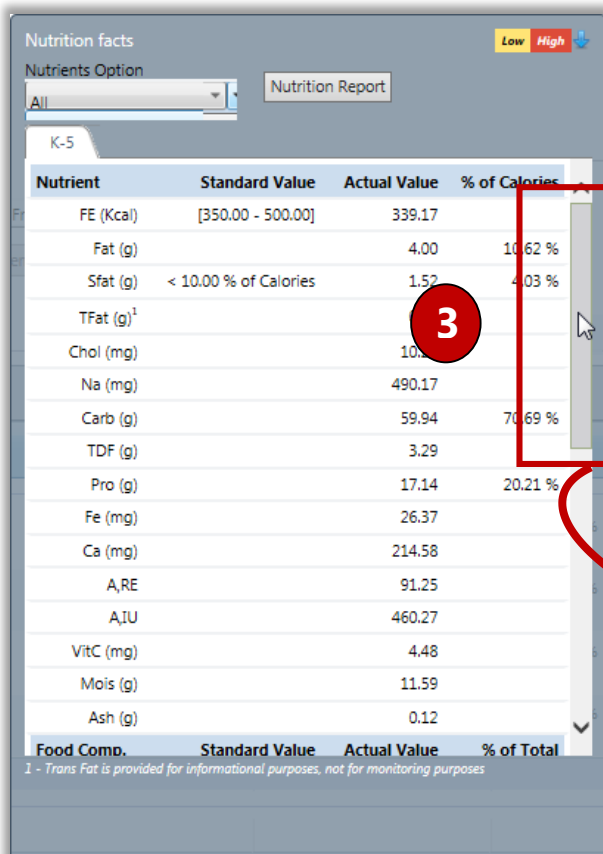 Nutrition facts Low High
Nutrients Option
All Nutrition Report
K-5
Nutrient Standard Value Actual Value % of Calories
FE (Kcal) [350.00 - 500.00] 339.17
Fat (g) 4.00 10.62 %
Sfat (g) < 10.00 % of Calories 1.52 4.03 %
TFat (g)1
3
Chol (mg)
Na (mg) 490.17
Carb (g) 59.94 70.69 %
TDF (g) 3.29
Pro (g) 17.14 20.21 %
Fe (mg) 26.37
Ca (mg) 214.58
A,RE 91.25
A,IU 460.27
VitC (mg) 4.48
Mois (g) 11.59
Ash (g) 0.12
Food Comp. Standard Value Actual Value % of Total
1 - Trans Fat is provided for informational purposes, not for monitoring purposes